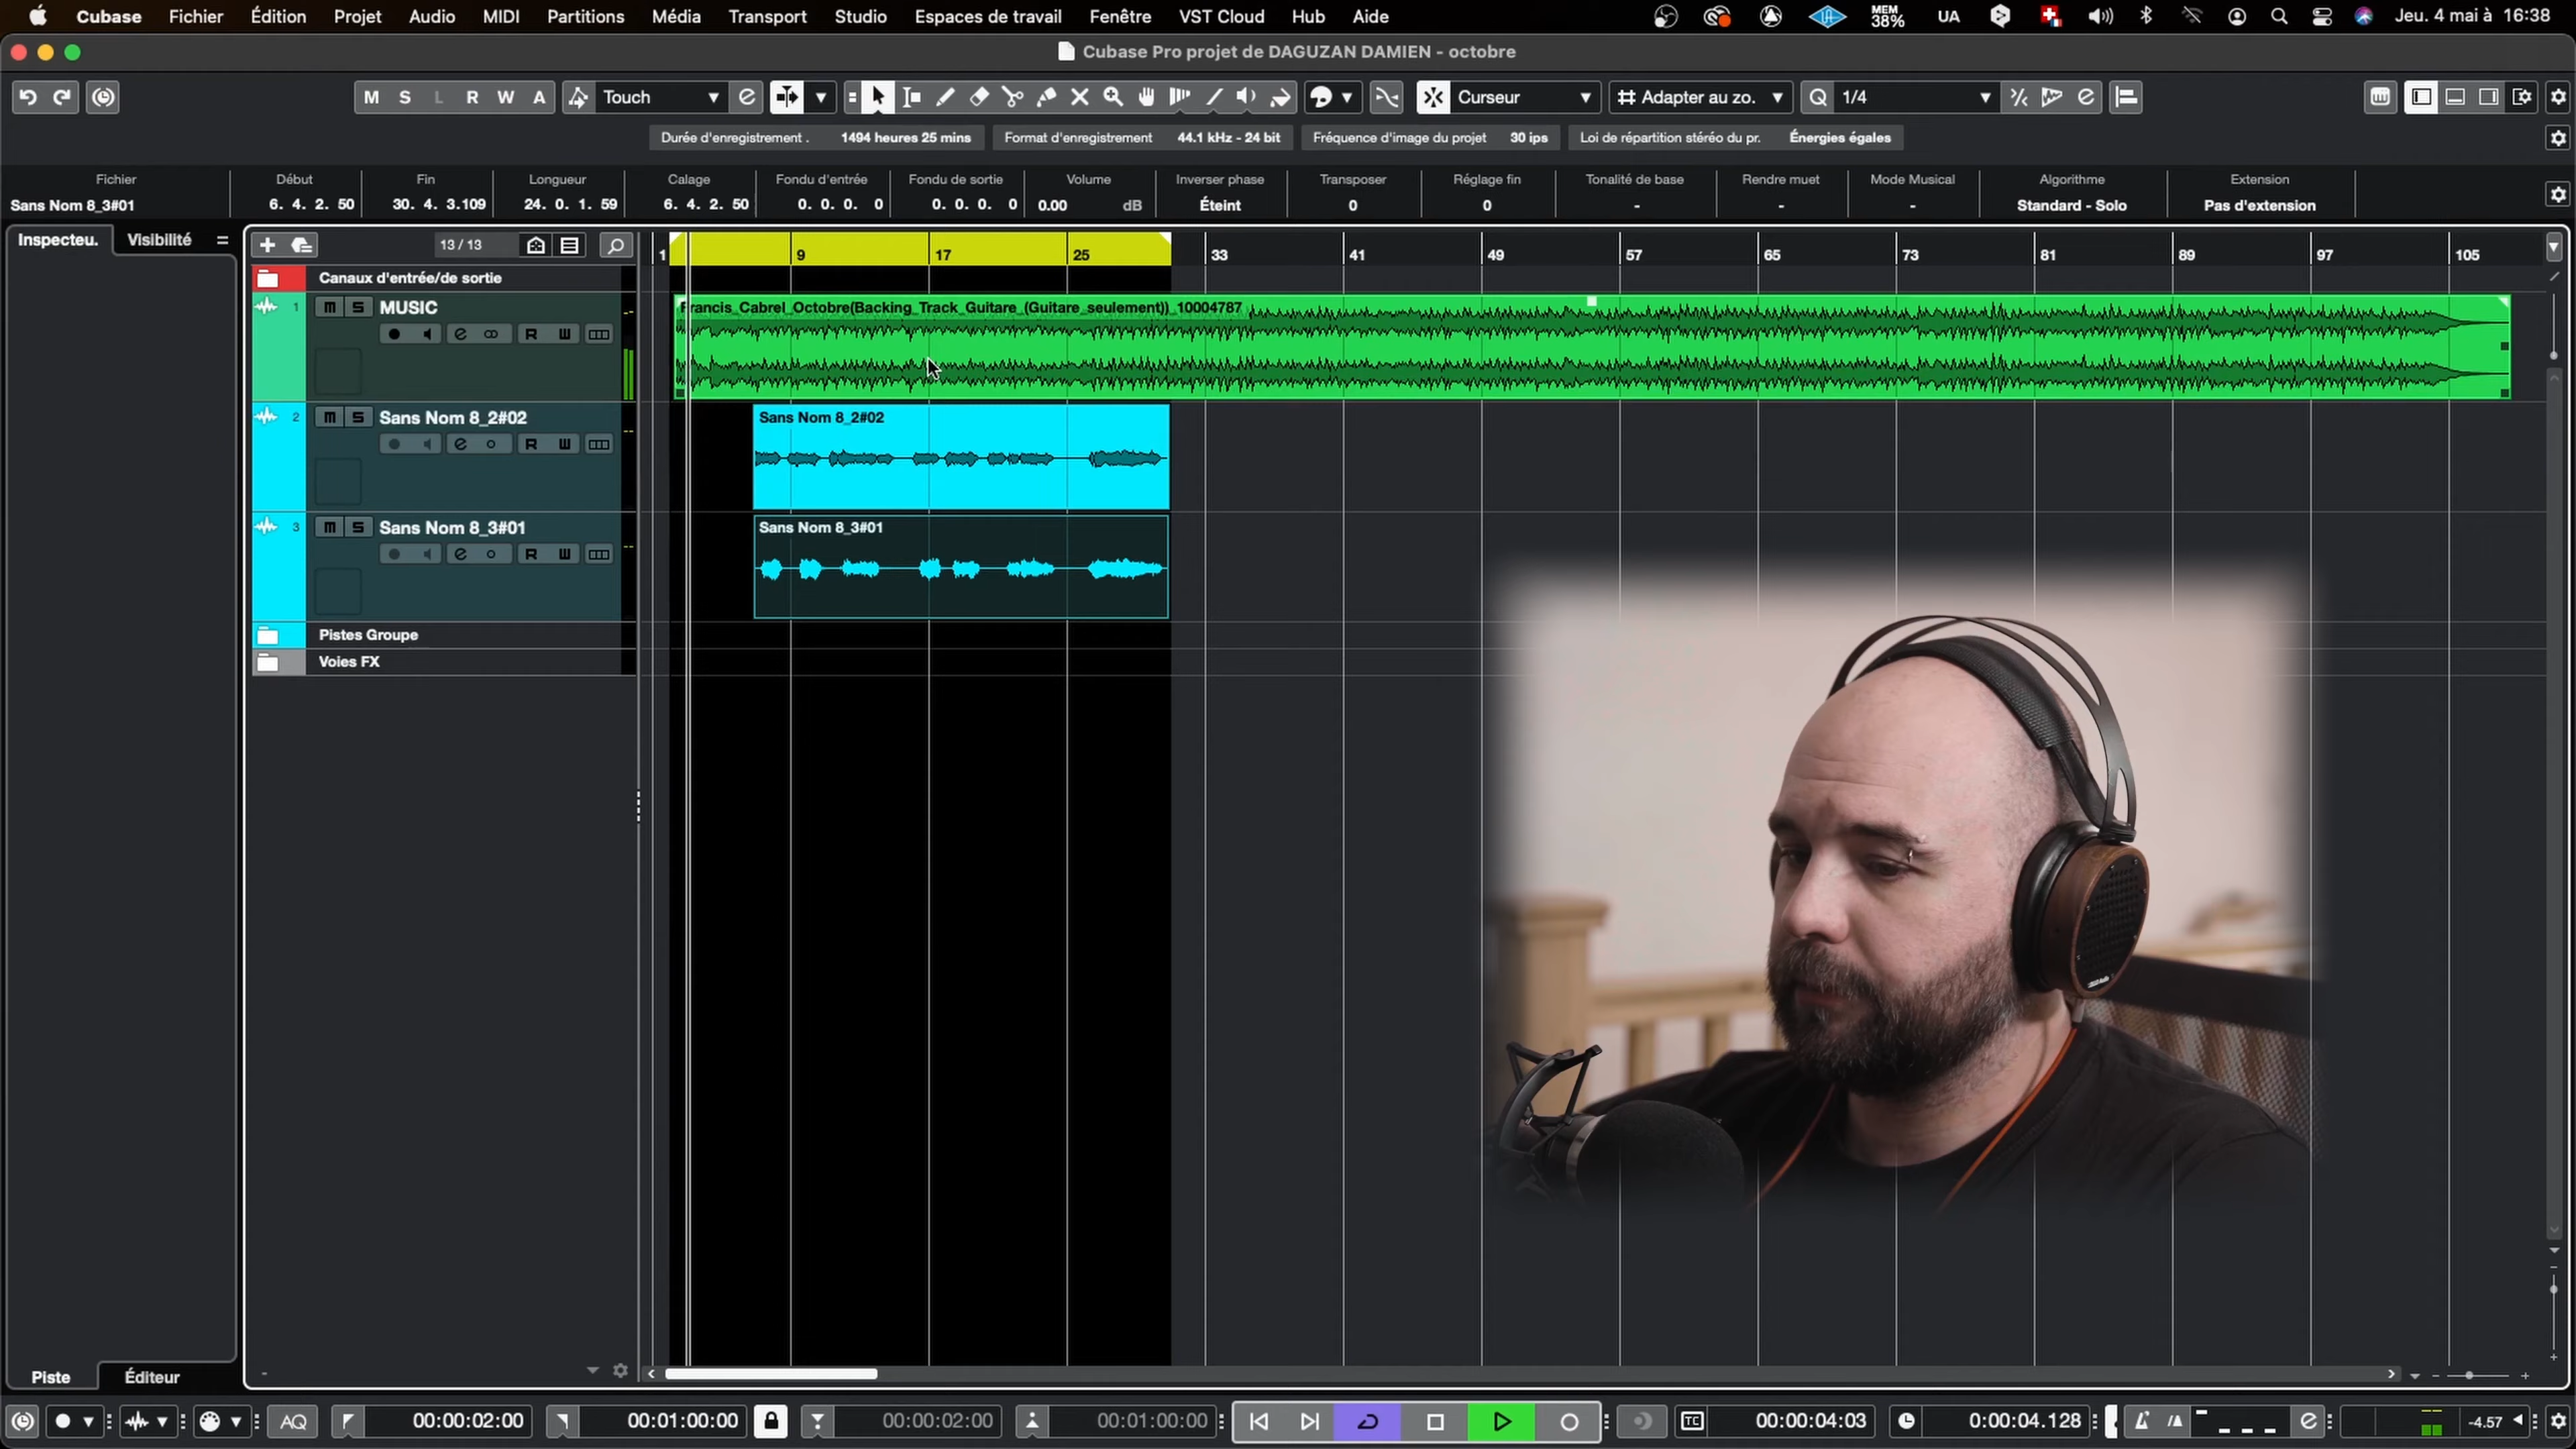 Cubase Fichier Édition Projet Audio MIDI Partitions Média Transport Studio Espaces de travail Fenêtre VST Cloud Hub Aide MEM 38% UA Jeu. 4 mai à 16:38
Cubase Pro projet de DAGUZAN DAMIEN - octobre
M S L R W A Touch Curseur Adapter au zo. Q 1/4
Durée d'enregistrement . 1494 heures 25 mins Format d'enregistrement 44.1 kHz - 24 bit Fréquence d'image du projet 30 ips Loi de répartition stéréo du pr. Énergies égales
Fichier Début Fin Longueur Calage Fondu d'entrée Fondu de sortie Volume Inverser phase Transposer Réglage fin Tonalité de base Rendre muet Mode Musical Algorithme Extension
Sans Nom 8_3#01 6. 4. 2. 50 30. 4. 3.109 24. 0. 1. 59 6. 4. 2. 50 0. 0. 0. 0 0. 0. 0. 0 0.00 dB Éteint 0 0 - - - Standard - Solo Pas d'extension
Inspecteu. Visibilité 13 / 13
1 9 17 25 33 41 49 57 65 73 81 89 97 105
Canaux d'entrée/de sortie
1 m S MUSIC
Francis_Cabrel_Octobre(Backing_Track_Guitare_(Guitare_seulement))_10004787
R W
2 m S Sans Nom 8_2#02
Sans Nom 8_2#02
R W
3 m S Sans Nom 8_3#01
Sans Nom 8_3#01
R W
Pistes Groupe
Voies FX
Piste Éditeur
AQ 00:00:02:00 00:01:00:00 00:00:02:00 00:01:00:00 TC 00:00:04:03 0:00:04.128 -4.57